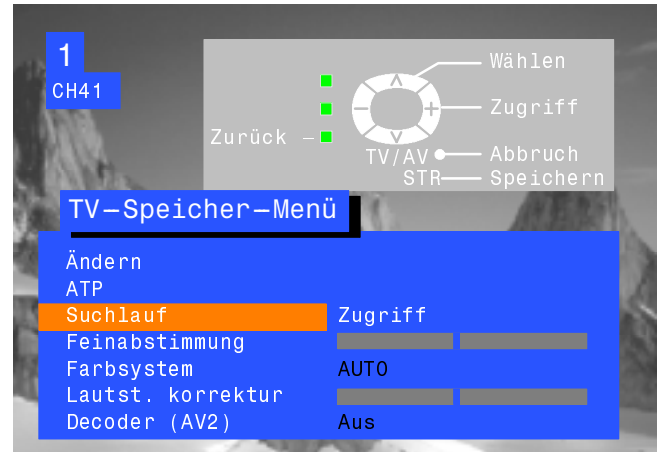 1
CH41
Wählen
Zugriff
Zurück –
TV/AV Abbruch
STR Speichern
TV–Speicher–Menü
Ändern
ATP
Suchlauf Zugriff
Feinabstimmung
Farbsystem AUTO
Lautst. korrektur
Decoder (AV2) Aus